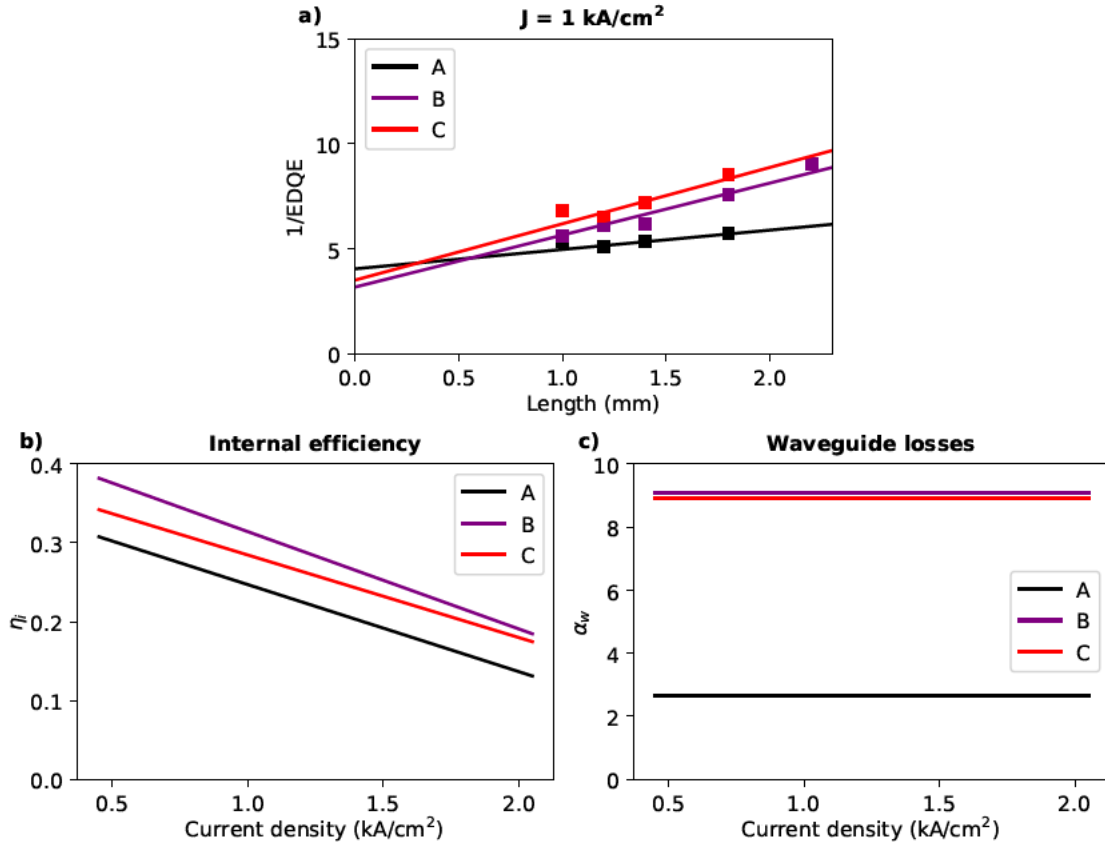 a)
J = 1 kA/cm²
15
10
5
0
1/EDQE
A
B
C
0.0 0.5 1.0 1.5 2.0
Length (mm)
b)
Internal efficiency
0.4
0.3
0.2
0.1
0.0
ηᵢ
A
B
C
0.5 1.0 1.5 2.0
Current density (kA/cm²)
c)
Waveguide losses
10
8
6
4
2
0
α_w
A
B
C
0.5 1.0 1.5 2.0
Current density (kA/cm²)